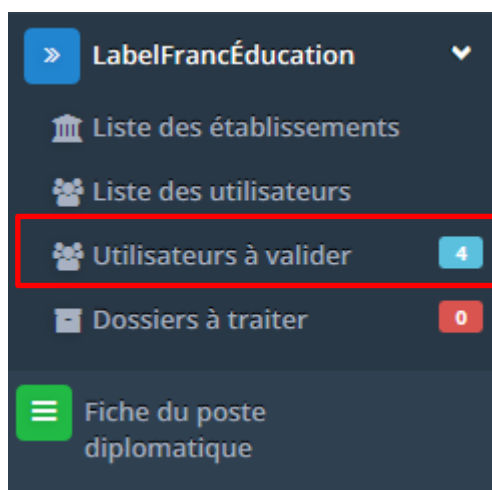 LabelFrancÉducation
Liste des établissements
Liste des utilisateurs
Utilisateurs à valider 4
Dossiers à traiter 0
Fiche du poste
diplomatique